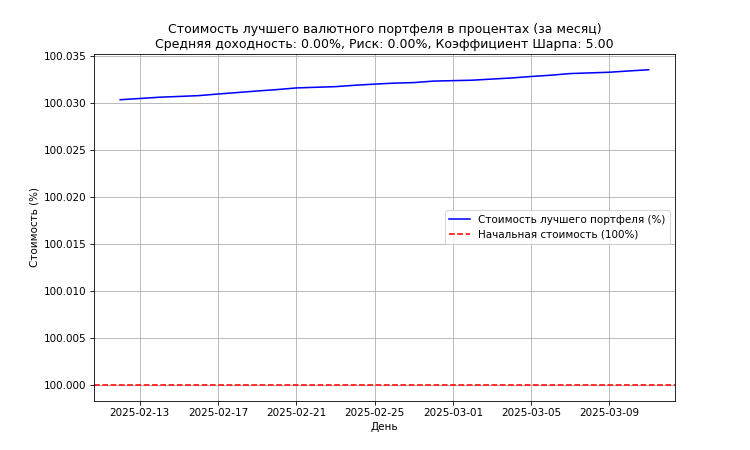 Стоимость лучшего валютного портфеля в процентах (за месяц)
Средняя доходность: 0.00%, Риск: 0.00%, Коэффициент Шарпа: 5.00
100.035
100.030
100.025
100.020
100.015
100.010
100.005
100.000
Стоимость (%)
Стоимость лучшего портфеля (%)
Начальная стоимость (100%)
2025-02-13 2025-02-17 2025-02-21 2025-02-25 2025-03-01 2025-03-05 2025-03-09
День